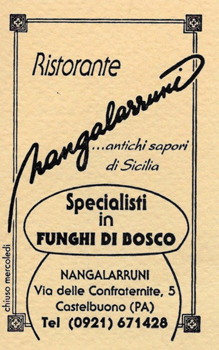 Ristorante
nangalarruni
...antichi sapori
di Sicilia
Specialisti
in
FUNGHI DI BOSCO
NANGALARRUNI
Via delle Confraternite, 5
Castelbuono (PA)
Tel (0921) 671428
chiuso mercoledì